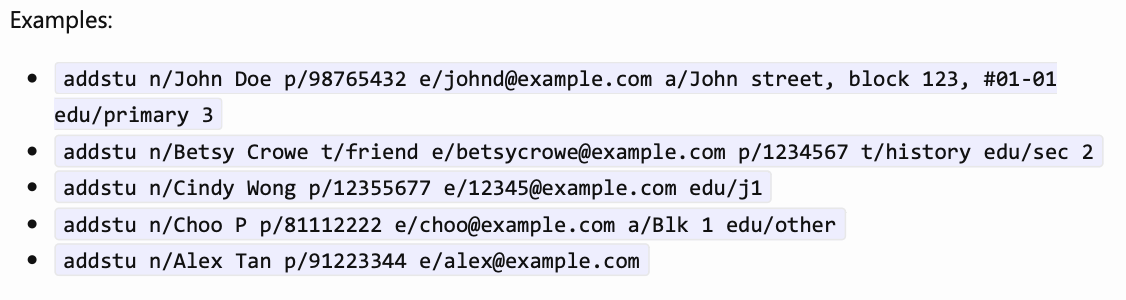 Examples:
addstu n/John Doe p/98765432 e/johnd@example.com a/John street, block 123, #01-01
edu/primary 3
addstu n/Betsy Crowe t/friend e/betsycrowe@example.com p/1234567 t/history edu/sec 2
addstu n/Cindy Wong p/12355677 e/12345@example.com edu/j1
addstu n/Choo P p/81112222 e/choo@example.com a/Blk 1 edu/other
addstu n/Alex Tan p/91223344 e/alex@example.com